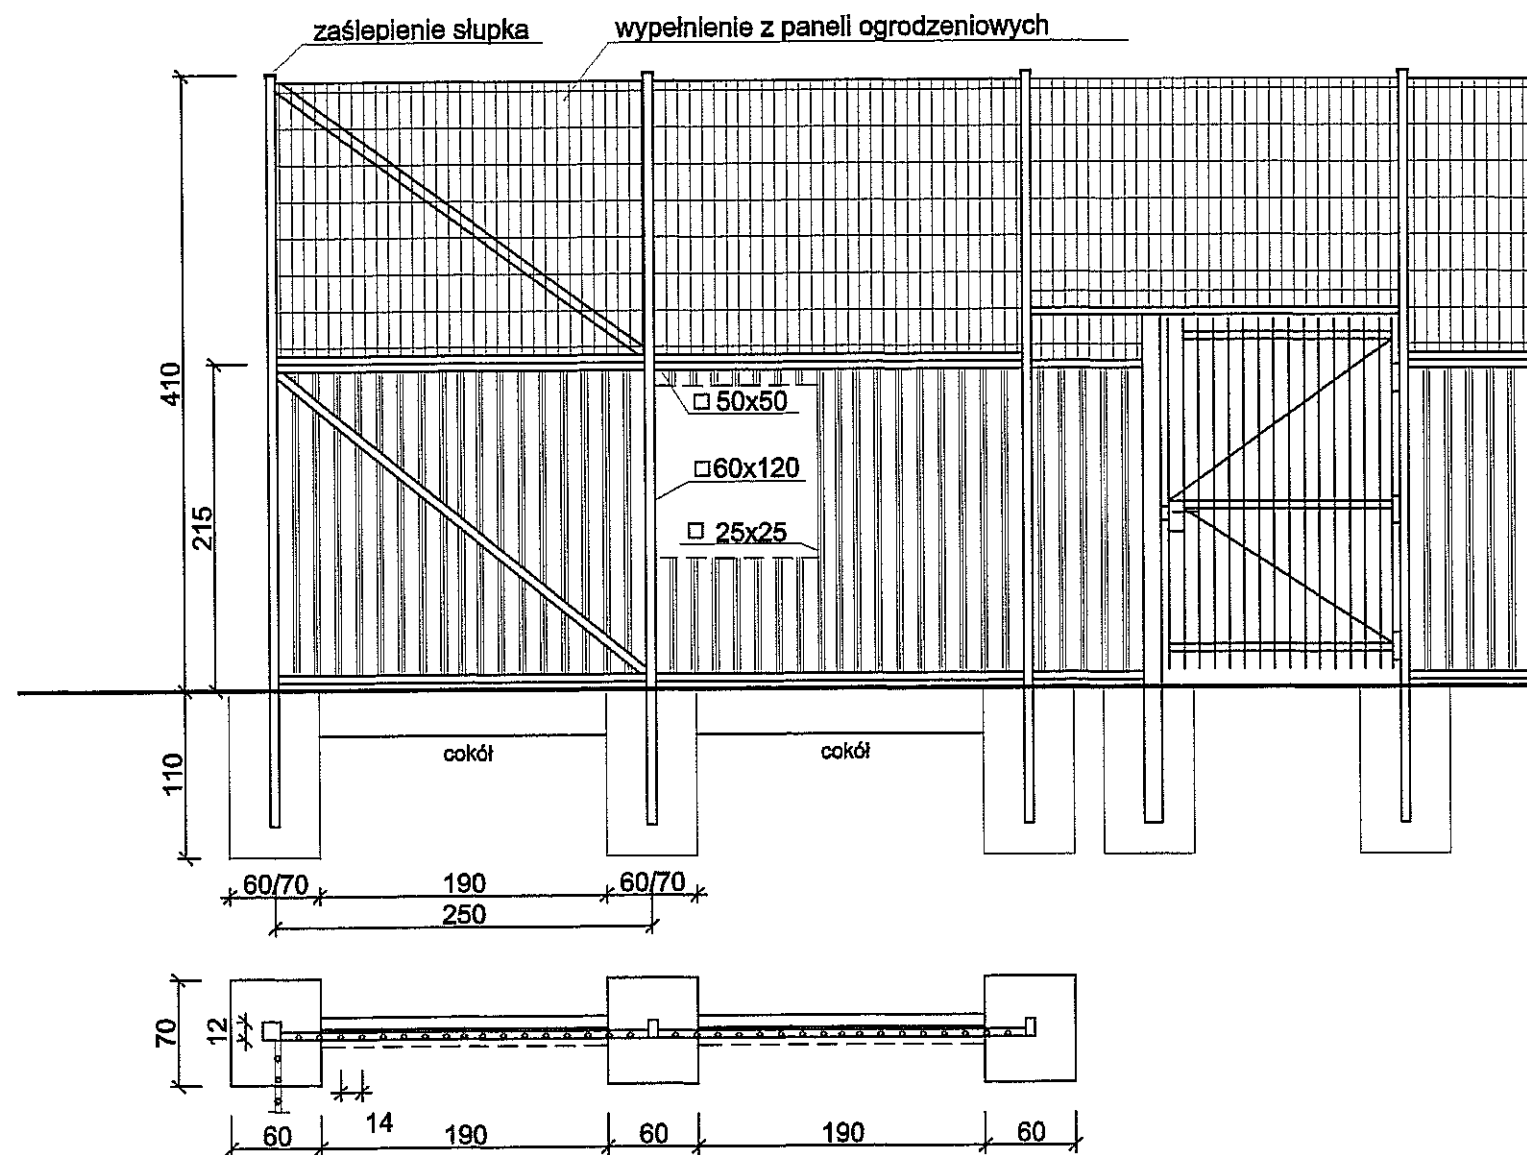 zaślepienie słupka
wypełnienie z paneli ogrodzeniowych
410
215
50x50
60x120
25x25
110
cokół
cokół
60/70
190
60/70
250
70
12
14
60
190
60
190
60